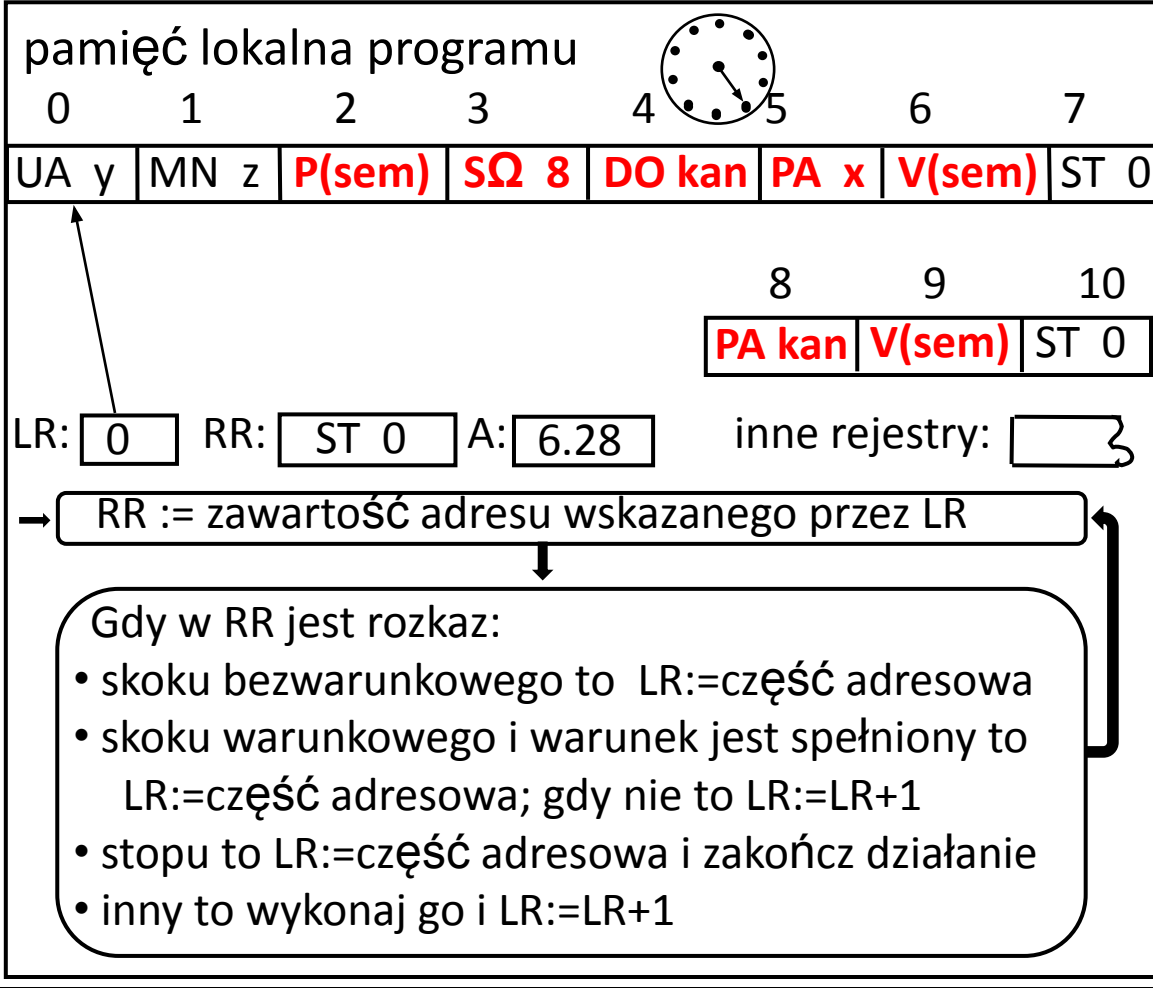 pamięć lokalna programu
0 1 2 3 4 5 6 7
UA y MN z P(sem) SΩ 8 DO kan PA x V(sem) ST 0
8 9 10
PA kan V(sem) ST 0
LR: 0 RR: ST 0 A: 6.28 inne rejestry:
RR := zawartość adresu wskazanego przez LR
Gdy w RR jest rozkaz:
• skoku bezwarunkowego to LR:=część adresowa
• skoku warunkowego i warunek jest spełniony to
LR:=część adresowa; gdy nie to LR:=LR+1
• stopu to LR:=część adresowa i zakończ działanie
• inny to wykonaj go i LR:=LR+1